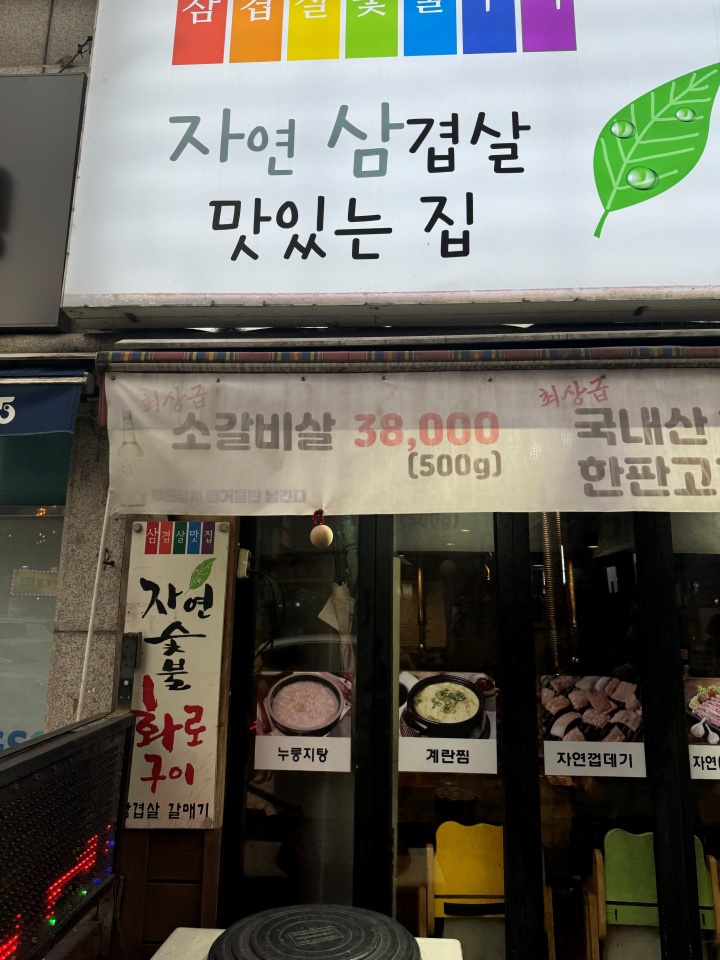 자연 삼겹살
맛있는 집
최상급
소갈비살 38,000
(500g)
최상급
국내산
한판고
삼겹살맛집
자연
숯불
화로
구이
삼겹살 갈매기
누룽지탕
계란찜
자연껍데기
자연